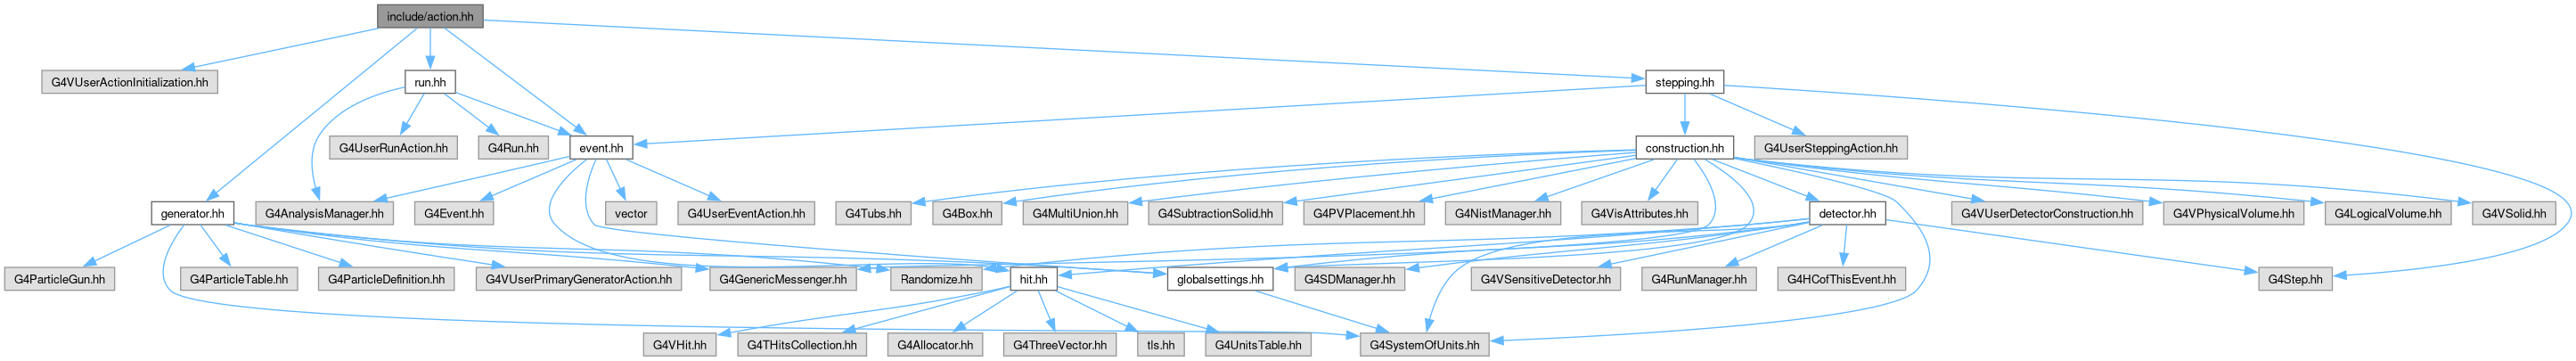 include/action.hh
G4VUserActionInitialization.hh
run.hh
stepping.hh
G4UserRunAction.hh
G4Run.hh
event.hh
construction.hh
G4UserSteppingAction.hh
generator.hh
G4AnalysisManager.hh
G4Event.hh
vector
G4UserEventAction.hh
G4Tubs.hh
G4Box.hh
G4MultiUnion.hh
G4SubtractionSolid.hh
G4PVPlacement.hh
G4NistManager.hh
G4VisAttributes.hh
detector.hh
G4VUserDetectorConstruction.hh
G4VPhysicalVolume.hh
G4LogicalVolume.hh
G4VSolid.hh
G4ParticleGun.hh
G4ParticleTable.hh
G4ParticleDefinition.hh
G4VUserPrimaryGeneratorAction.hh
G4GenericMessenger.hh
Randomize.hh
hit.hh
globalsettings.hh
G4SDManager.hh
G4VSensitiveDetector.hh
G4RunManager.hh
G4HCofThisEvent.hh
G4Step.hh
G4VHit.hh
G4THitsCollection.hh
G4Allocator.hh
G4ThreeVector.hh
tls.hh
G4UnitsTable.hh
G4SystemOfUnits.hh